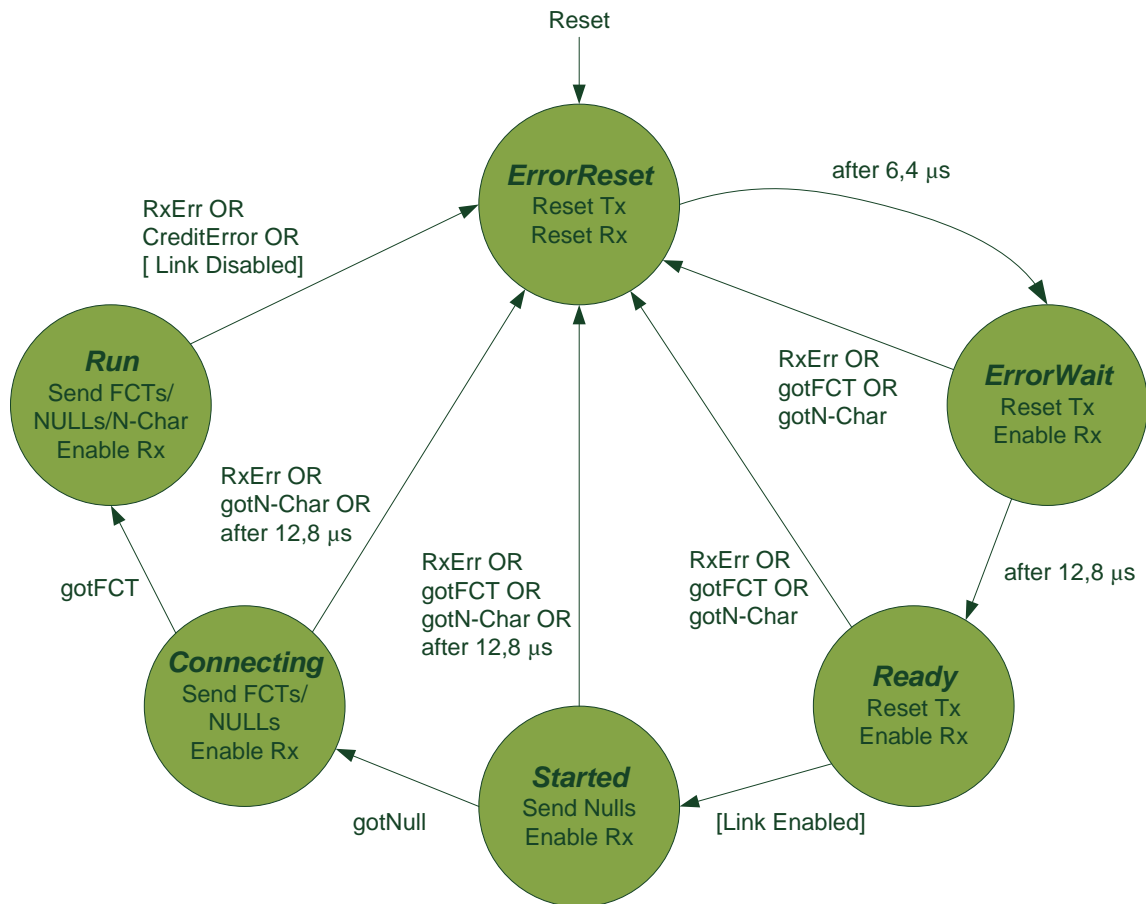 Reset
ErrorReset
Reset Tx
Reset Rx
after 6,4 μs
RxErr OR
CreditError OR
[ Link Disabled]
Run
Send FCTs/
NULLs/N-Char
Enable Rx
RxErr OR
gotFCT OR
gotN-Char
ErrorWait
Reset Tx
Enable Rx
RxErr OR
gotN-Char OR
after 12,8 μs
RxErr OR
gotFCT OR
gotN-Char OR
after 12,8 μs
RxErr OR
gotFCT OR
gotN-Char
after 12,8 μs
gotFCT
Connecting
Send FCTs/
NULLs
Enable Rx
Ready
Reset Tx
Enable Rx
Started
Send Nulls
Enable Rx
gotNull
[Link Enabled]